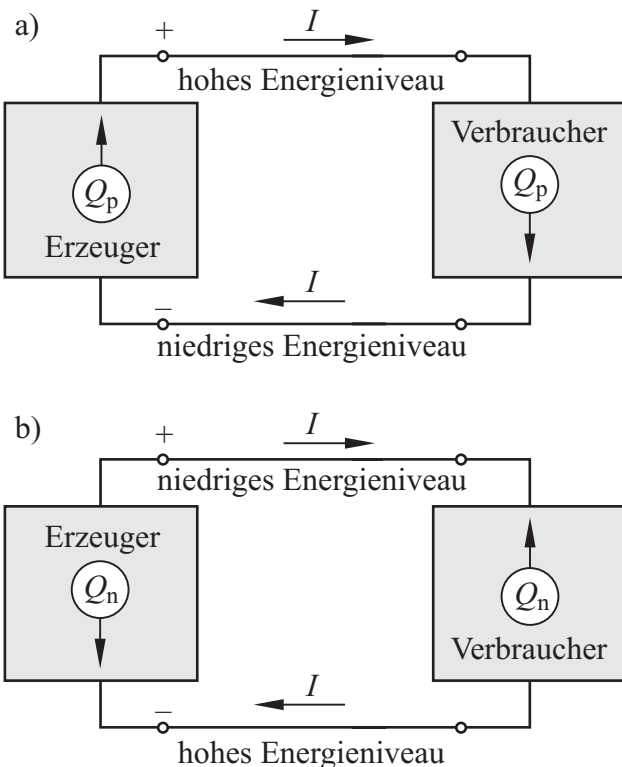 a)
+ I
hohes Energieniveau
Verbraucher
Qp Qp
Erzeuger
– I
niedriges Energieniveau
b)
+ I
niedriges Energieniveau
Erzeuger
Qn Qn
Verbraucher
– I
hohes Energieniveau